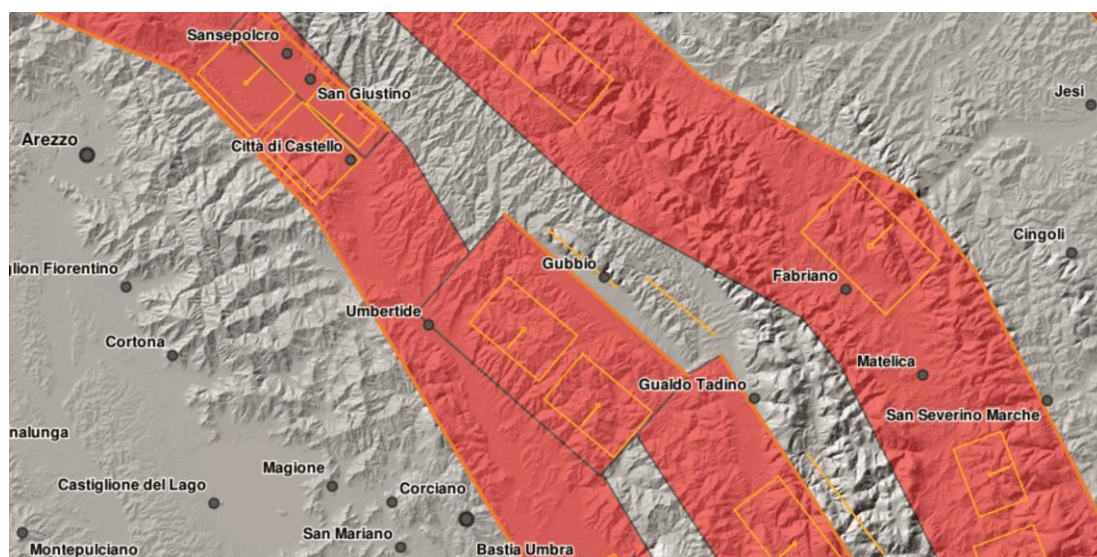 Sansepolcro
San Giustino
Jesi
Arezzo
Città di Castello
Cingoli
Gubbio
glion Fiorentino
Fabriano
Umbertide
Cortona
Matelica
Gualdo Tadino
San Severino Marche
nalunga
Magione
Castiglione del Lago
Corciano
San Mariano
Montepulciano
Bastia Umbra